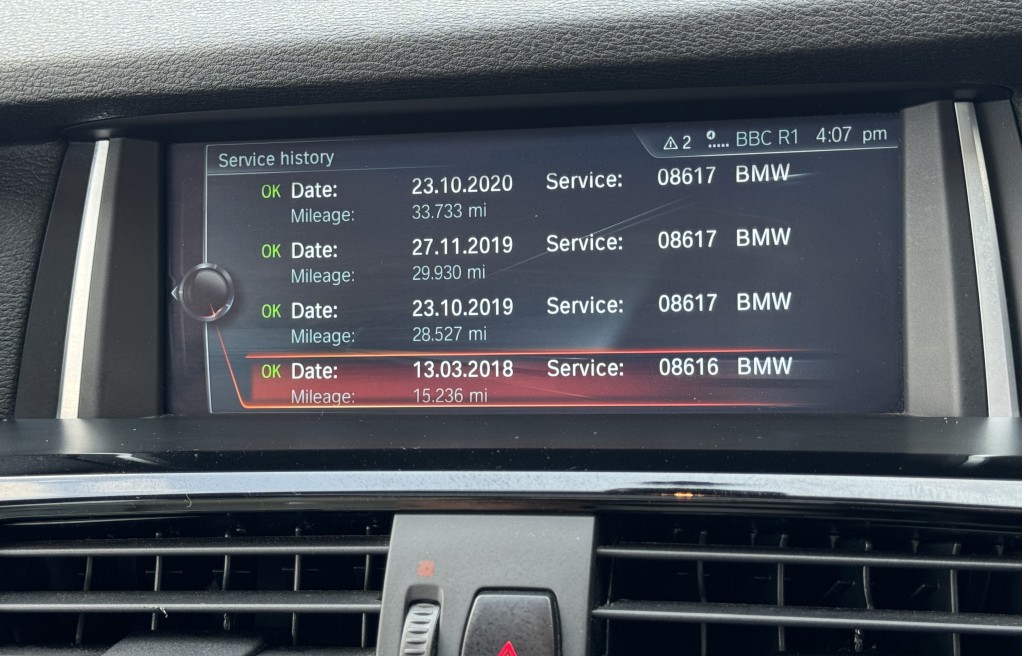 2 BBC R1 4:07 pm
Service history
OK Date: 23.10.2020 Service: 08617 BMW
Mileage: 33.733 mi
OK Date: 27.11.2019 Service: 08617 BMW
Mileage: 29.930 mi
OK Date: 23.10.2019 Service: 08617 BMW
Mileage: 28.527 mi
OK Date: 13.03.2018 Service: 08616 BMW
Mileage: 15.236 mi